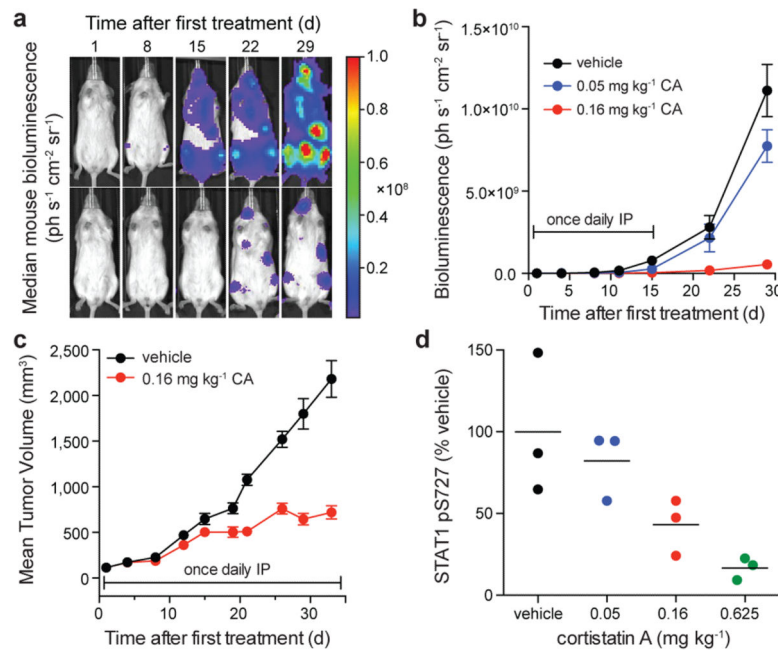 a
Time after first treatment (d)
1 8 15 22 29
Median mouse bioluminescence
(ph s⁻¹ cm⁻² sr⁻¹)
1.0
0.8
0.6
×10⁸
0.4
0.2
b
Bioluminescence (ph s⁻¹ cm⁻² sr⁻¹)
1.5×10¹⁰
1.0×10¹⁰
5.0×10⁹
0.0
vehicle
0.05 mg kg⁻¹ CA
0.16 mg kg⁻¹ CA
once daily IP
0 5 10 15 20 25 30
Time after first treatment (d)
c
Mean Tumor Volume (mm³)
2,500
2,000
1,500
1,000
500
0
vehicle
0.16 mg kg⁻¹ CA
once daily IP
0 10 20 30
Time after first treatment (d)
d
STAT1 pS727 (% vehicle)
150
100
50
0
vehicle 0.05 0.16 0.625
cortistatin A (mg kg⁻¹)